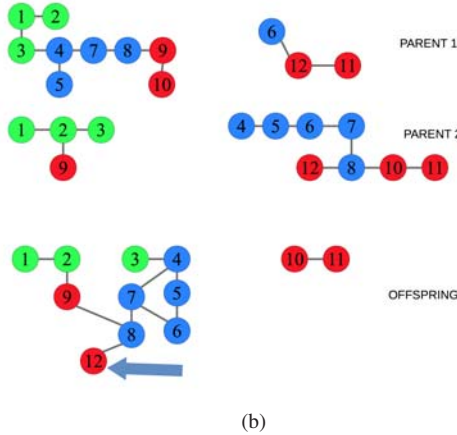 1 2
3 4 7 8 9
5 10
6
12 11
PARENT 1
1 2 3
9
4 5 6 7
12 8 10 11
PARENT 2
1 2 3 4
9 7 5
8 6
12
10 11
OFFSPRING
(b)